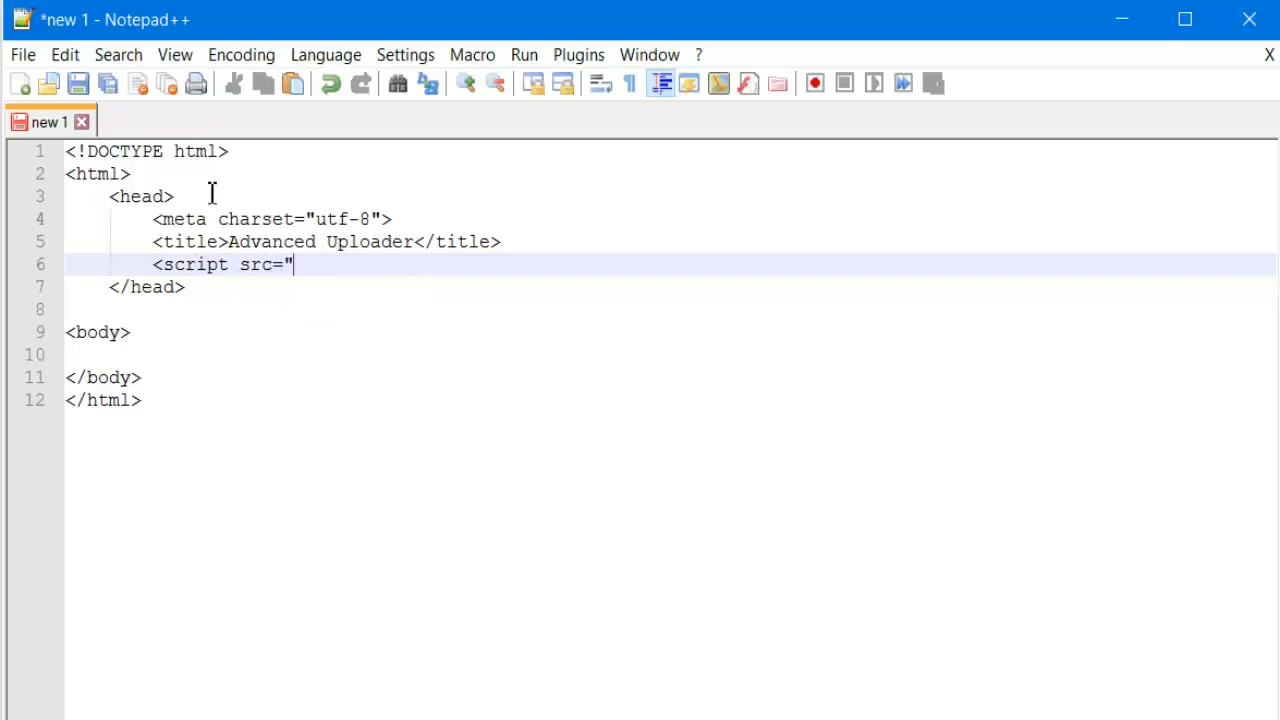 *new 1 - Notepad++
File Edit Search View Encoding Language Settings Macro Run Plugins Window ? X
new 1
1 <!DOCTYPE html>
2 <html>
3 <head>
4 <meta charset="utf-8">
5 <title>Advanced Uploader</title>
6 <script src="
7 </head>
8
9 <body>
10
11 </body>
12 </html>